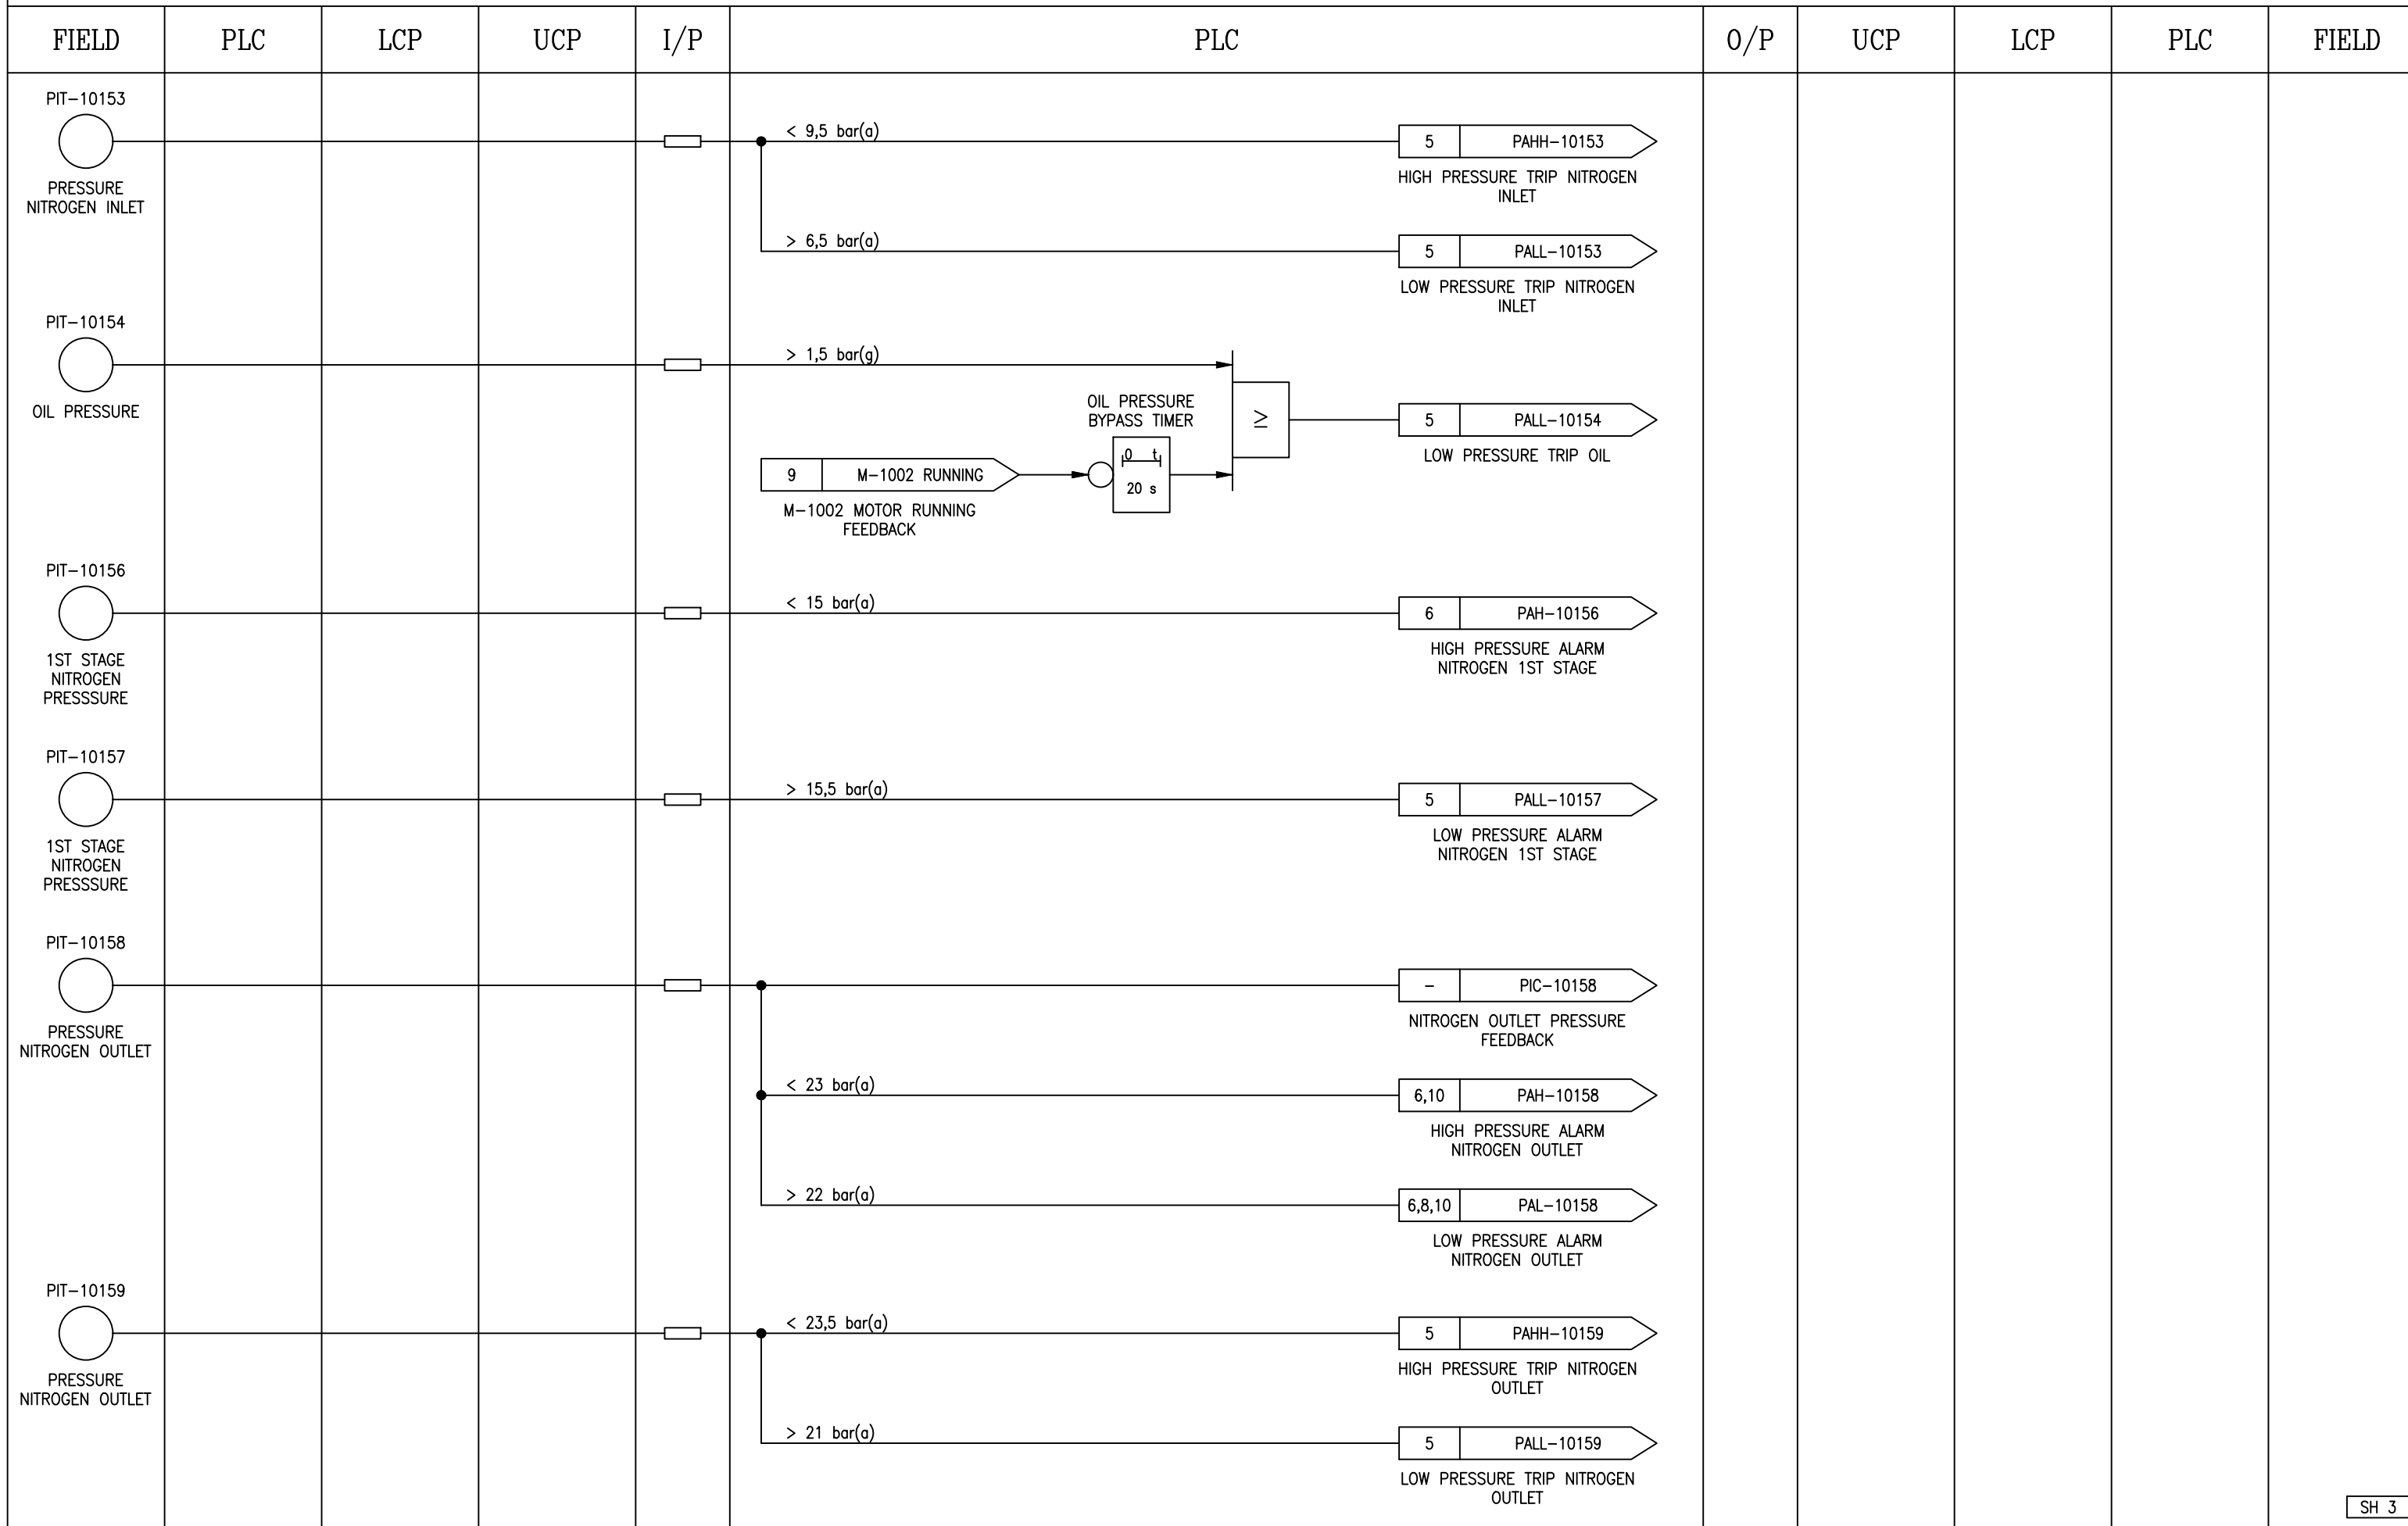 FIELD PLC LCP UCP I/P PLC O/P UCP LCP PLC FIELD
PIT-10153
PRESSURE
NITROGEN INLET
< 9,5 bar(a)
5 PAHH-10153
HIGH PRESSURE TRIP NITROGEN
INLET
> 6,5 bar(a)
5 PALL-10153
LOW PRESSURE TRIP NITROGEN
INLET
PIT-10154
OIL PRESSURE
> 1,5 bar(g)
OIL PRESSURE
BYPASS TIMER
0 t
20 s
≥
9 M-1002 RUNNING
M-1002 MOTOR RUNNING
FEEDBACK
5 PALL-10154
LOW PRESSURE TRIP OIL
PIT-10156
1ST STAGE
NITROGEN
PRESSSURE
< 15 bar(a)
6 PAH-10156
HIGH PRESSURE ALARM
NITROGEN 1ST STAGE
PIT-10157
1ST STAGE
NITROGEN
PRESSSURE
> 15,5 bar(a)
5 PALL-10157
LOW PRESSURE ALARM
NITROGEN 1ST STAGE
PIT-10158
PRESSURE
NITROGEN OUTLET
- PIC-10158
NITROGEN OUTLET PRESSURE
FEEDBACK
< 23 bar(a)
6,10 PAH-10158
HIGH PRESSURE ALARM
NITROGEN OUTLET
> 22 bar(a)
6,8,10 PAL-10158
LOW PRESSURE ALARM
NITROGEN OUTLET
PIT-10159
PRESSURE
NITROGEN OUTLET
< 23,5 bar(a)
5 PAHH-10159
HIGH PRESSURE TRIP NITROGEN
OUTLET
> 21 bar(a)
5 PALL-10159
LOW PRESSURE TRIP NITROGEN
OUTLET
SH 3